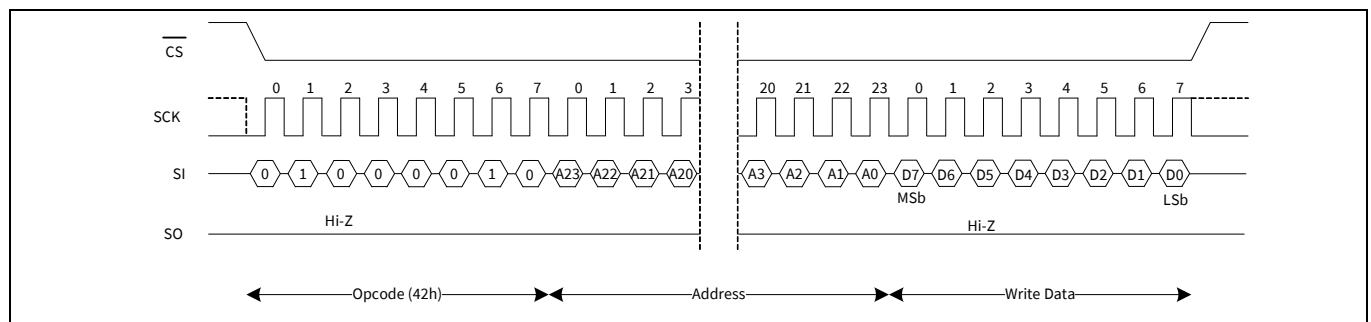 CS
0 1 2 3 4 5 6 7 0 1 2 3 20 21 22 23 0 1 2 3 4 5 6 7
SCK
SI 0 1 0 0 0 0 1 0 A23 A22 A21 A20 A3 A2 A1 A0 D7 D6 D5 D4 D3 D2 D1 D0
MSb LSb
Hi-Z Hi-Z
SO
Opcode (42h) Address Write Data